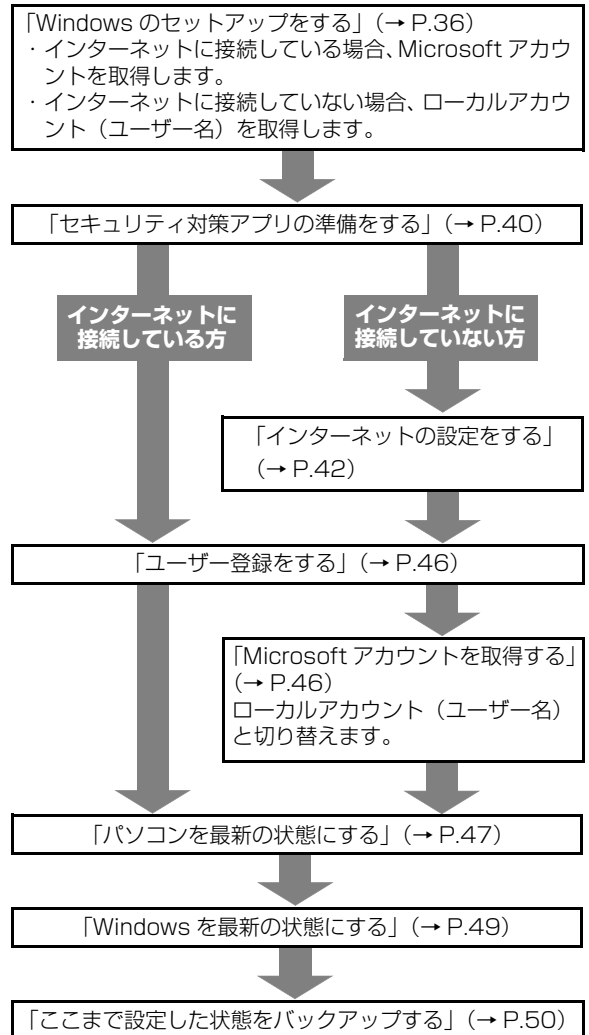 「Windows のセットアップをする」（→ P.36）
・インターネットに接続している場合、Microsoft アカウ
ントを取得します。
・インターネットに接続していない場合、ローカルアカウ
ント（ユーザー名）を取得します。
「セキュリティ対策アプリの準備をする」（→ P.40）
インターネットに
接続している方
インターネットに
接続していない方
「インターネットの設定をする」
（→ P.42）
「ユーザー登録をする」（→ P.46）
「Microsoft アカウントを取得する」
（→ P.46）
ローカルアカウント（ユーザー名）
と切り替えます。
「パソコンを最新の状態にする」（→ P.47）
「Windows を最新の状態にする」（→ P.49）
「ここまで設定した状態をバックアップする」（→ P.50）